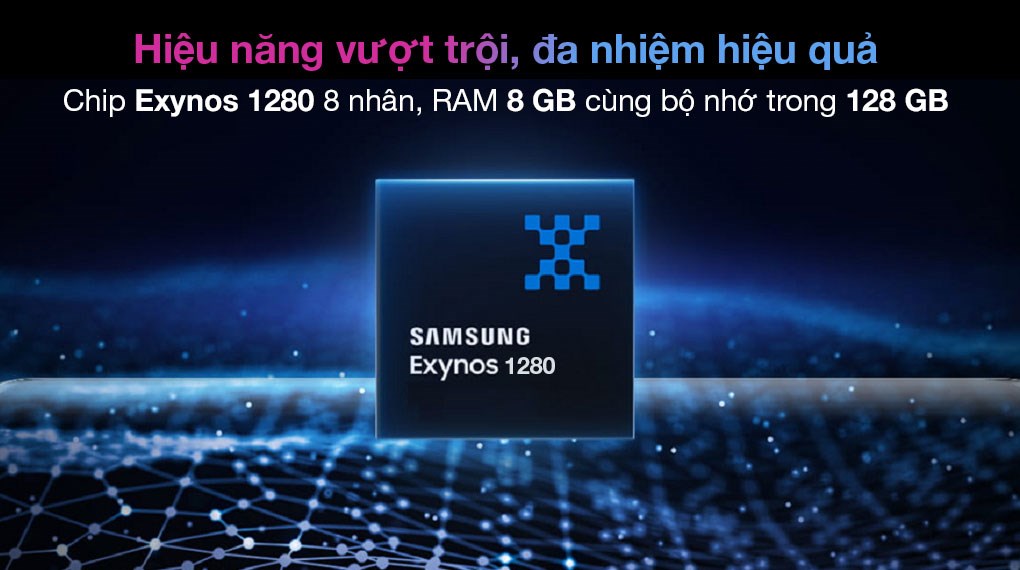 Hiệu năng vượt trội, đa nhiệm hiệu quả
Chip Exynos 1280 8 nhân, RAM 8 GB cùng bộ nhớ trong 128 GB
SAMSUNG
Exynos 1280